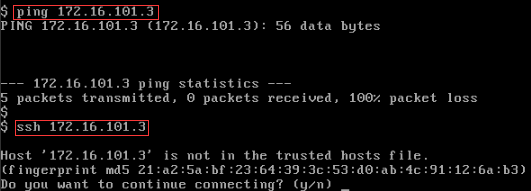 $ ping 172.16.101.3
PING 172.16.101.3 (172.16.101.3): 56 data bytes
--- 172.16.101.3 ping statistics ---
5 packets transmitted, 0 packets received, 100% packet loss
$
$ ssh 172.16.101.3
Host '172.16.101.3' is not in the trusted hosts file.
(fingerprint md5 21:a2:5a:bf:23:64:39:3c:53:d0:ab:4c:91:12:6a:b3)
Do you want to continue connecting? (y/n) _